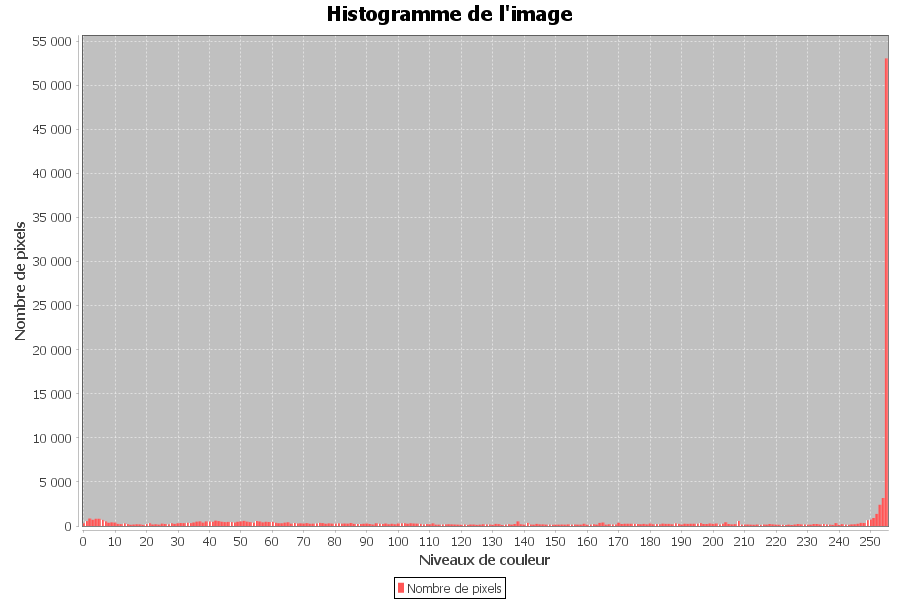 Histogramme de l'image
Nombre de pixels
55 000
50 000
45 000
40 000
35 000
30 000
25 000
20 000
15 000
10 000
5 000
0
0 10 20 30 40 50 60 70 80 90 100 110 120 130 140 150 160 170 180 190 200 210 220 230 240 250
Niveaux de couleur
Nombre de pixels